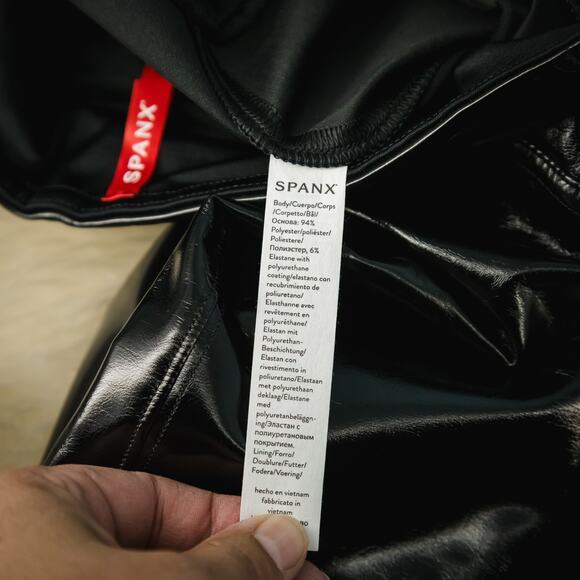 SPANX
SPANX
Body/Cuerpo/Corps
/Corpetto/Bål/
Основа: 94%
Polyester/poliéster/
Poliestere/
Полиэстер, 6%
Elastane with
polyurethane
coating/elastano con
recubrimiento de
poliuretano/
Elasthanne avec
revêtement en
polyuréthane/
Elastan mit
Polyurethan-
Beschichtung/
Elastan con
rivestimento in
poliuretano/Elastaan
met polyurethaan
deklaag/Elastane
med
polyuretanbeläggn-
ing/Эластан с
полиуретановым
покрытием.
Lining/Forro/
Doublure/Futter/
Fodera/Voering/
hecho en vietnam
fabbricato in
vietnam